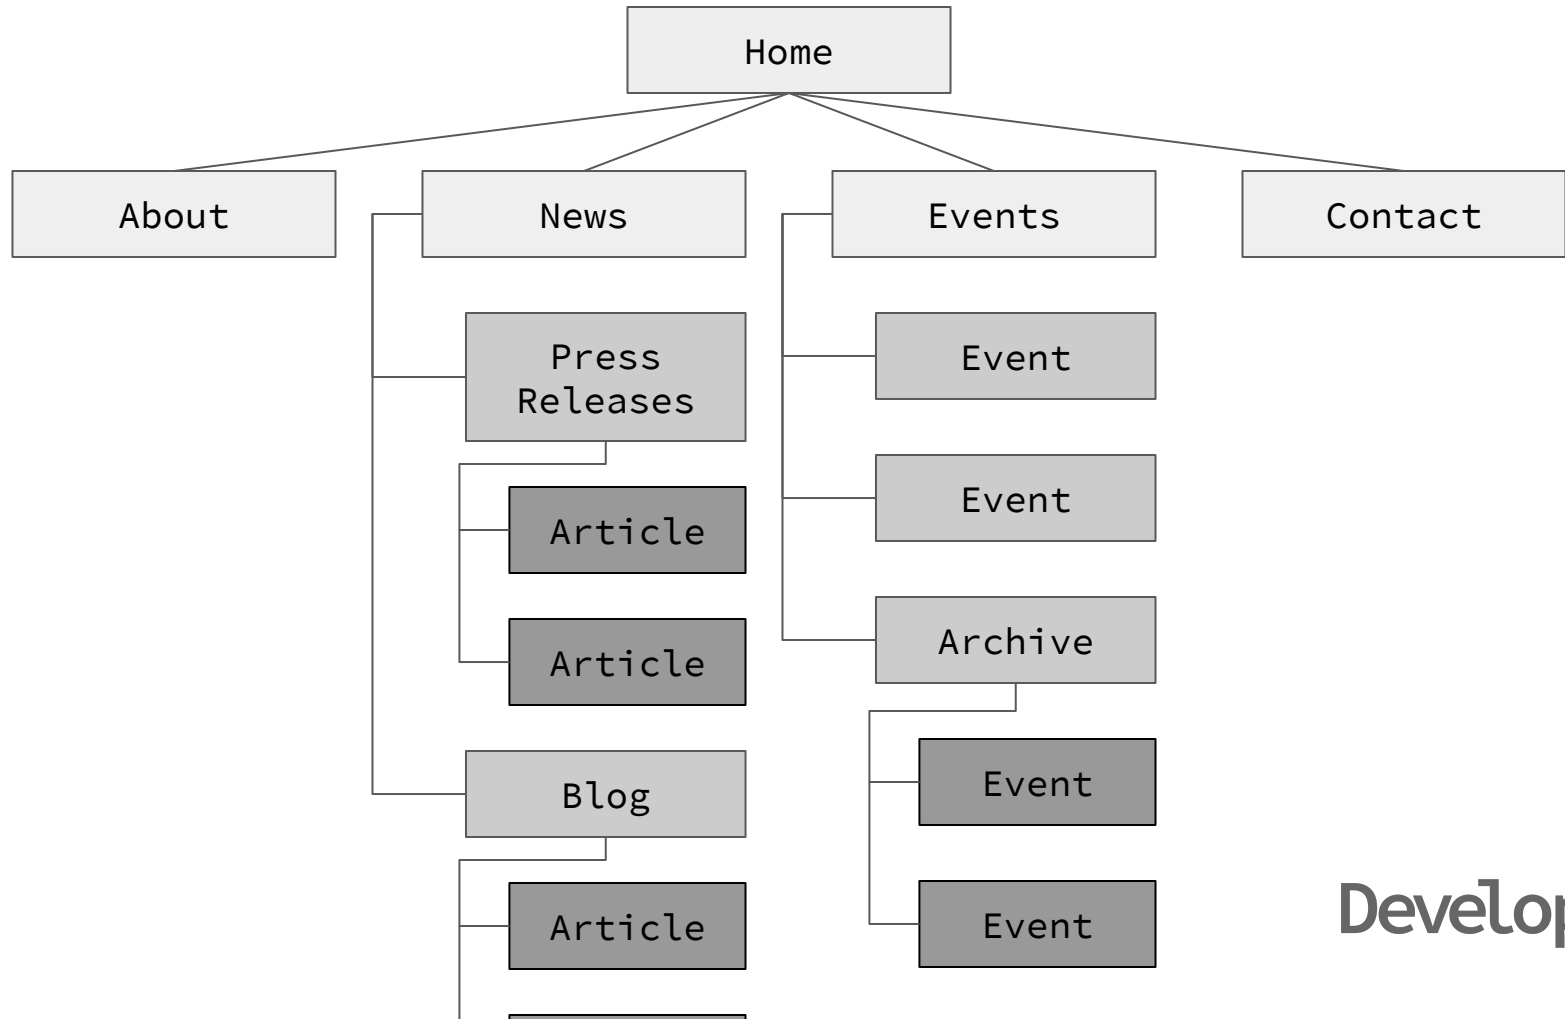 Home
About
News
Events
Contact
Press
Releases
Event
Event
Article
Article
Archive
Blog
Event
Article
Event
Develop